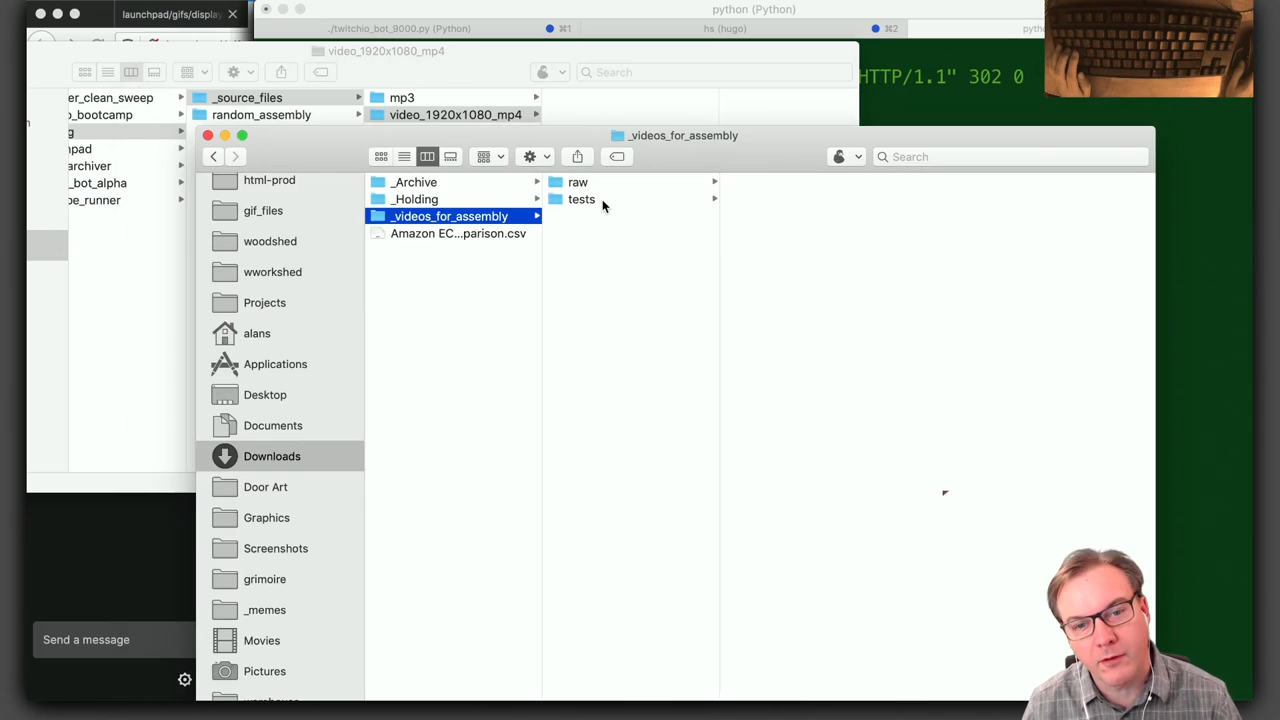 launchpad/gifs/display
python (Python)
./twitchio_bot_9000.py (Python)
⌘1
hs (hugo)
⌘2
pytho
HTTP/1.1" 302 0
video_1920x1080_mp4
Search
er_clean_sweep
_source_files
mp3
_bootcamp
random_assembly
video_1920x1080_mp4
g
pad
archiver
_bot_alpha
be_runner
_videos_for_assembly
Search
html-prod
gif_files
woodshed
wworkshed
Projects
alans
Applications
Desktop
Documents
Downloads
Door Art
Graphics
Screenshots
grimoire
_memes
Movies
Pictures
_Archive
_Holding
_videos_for_assembly
Amazon EC...parison.csv
raw
tests
Send a message